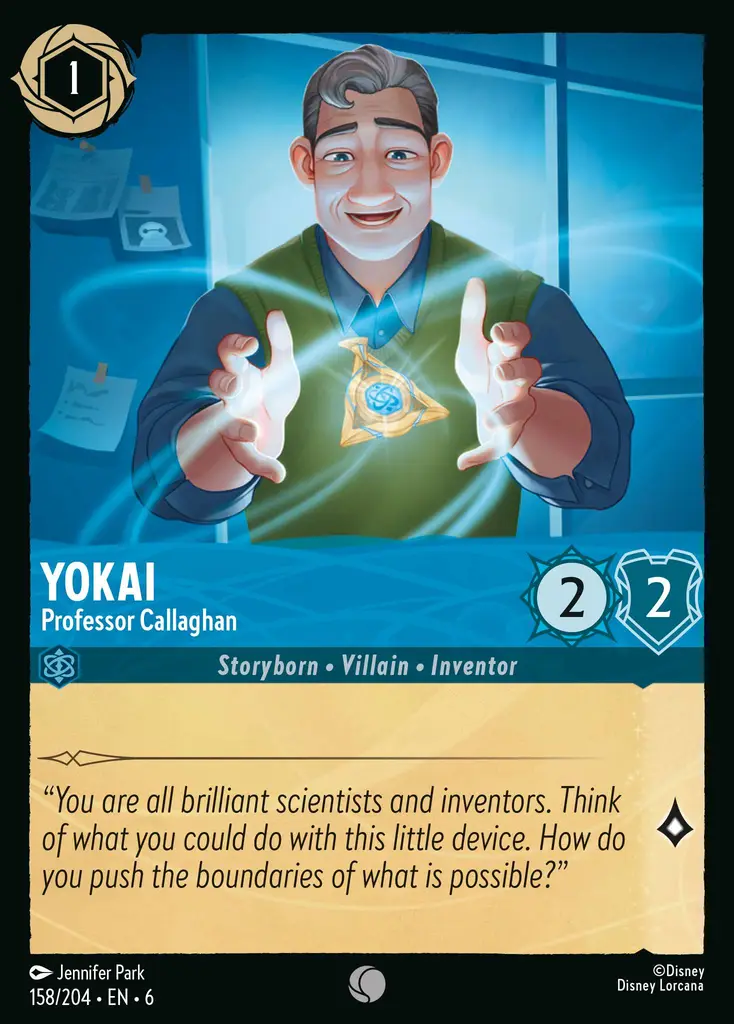 1
YOKAI
Professor Callaghan
2
2
Storyborn • Villain • Inventor
“You are all brilliant scientists and inventors. Think
of what you could do with this little device. How do
you push the boundaries of what is possible?”
Jennifer Park
158/204 • EN • 6
©Disney
Disney Lorcana